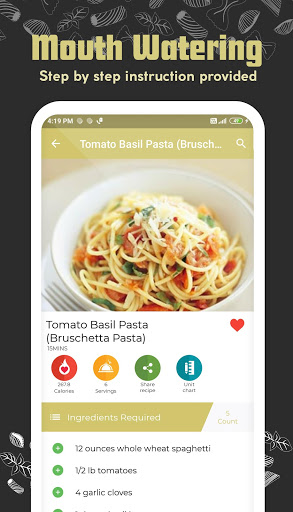 Mouth Watering
Step by step instruction provided
4:19 PM
Tomato Basil Pasta (Brusch...
Tomato Basil Pasta
(Bruschetta Pasta)
15MINS
267.8 Calories
6 Servings
Share recipe
Unit chart
Ingredients Required
5 Count
12 ounces whole wheat spaghetti
1/2 lb tomatoes
4 garlic cloves